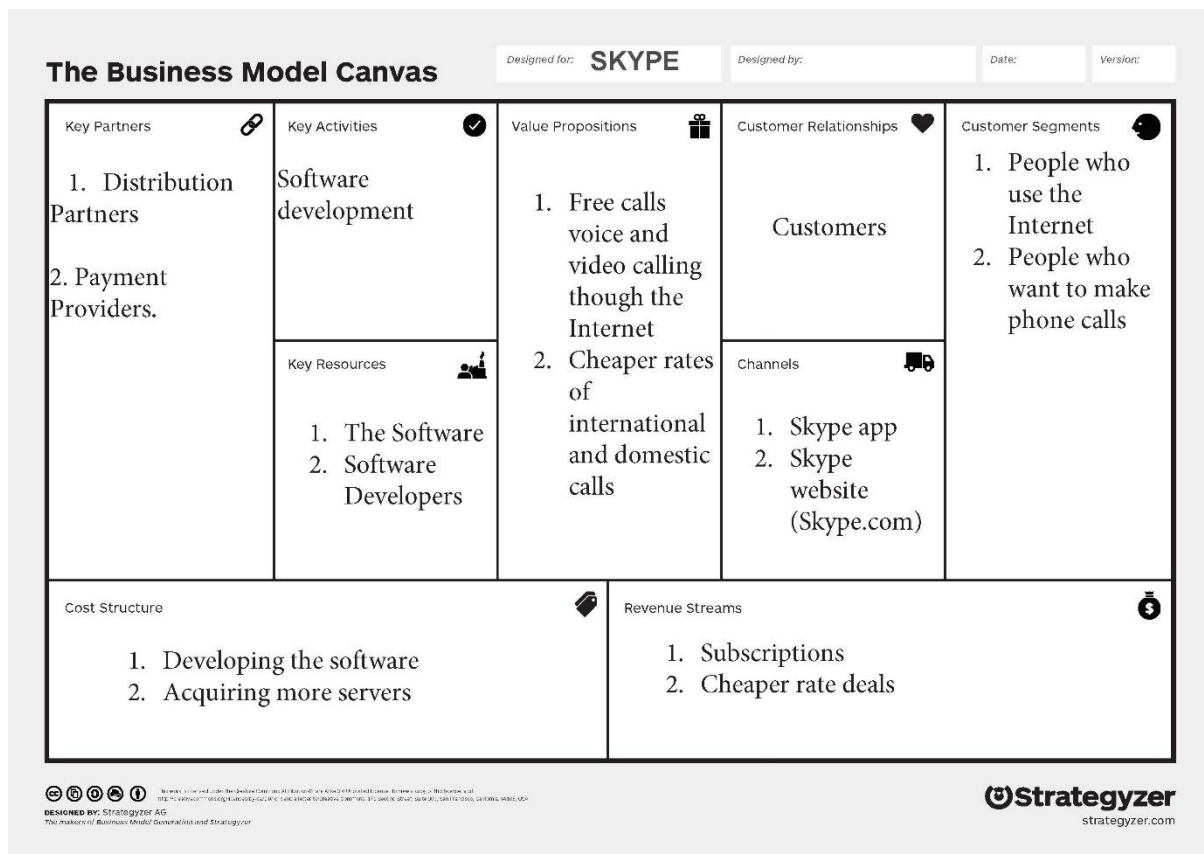 The Business Model Canvas
Designed for:
SKYPE
Designed by:
Date:
Version:
Key Partners
1. Distribution
Partners
2. Payment
Providers.
Key Activities
Software
development
Key Resources
1. The Software
2. Software
Developers
Value Propositions
1. Free calls
voice and
video calling
though the
Internet
2. Cheaper rates
of
international
and domestic
calls
Customer Relationships
Customers
Channels
1. Skype app
2. Skype
website
(Skype.com)
Customer Segments
1. People who
use the
Internet
2. People who
want to make
phone calls
Cost Structure
1. Developing the software
2. Acquiring more servers
Revenue Streams
1. Subscriptions
2. Cheaper rate deals
DESIGNED BY: Strategyzer AG
The makers of Business Model Generation and Strategyzer
Strategyzer
strategyzer.com